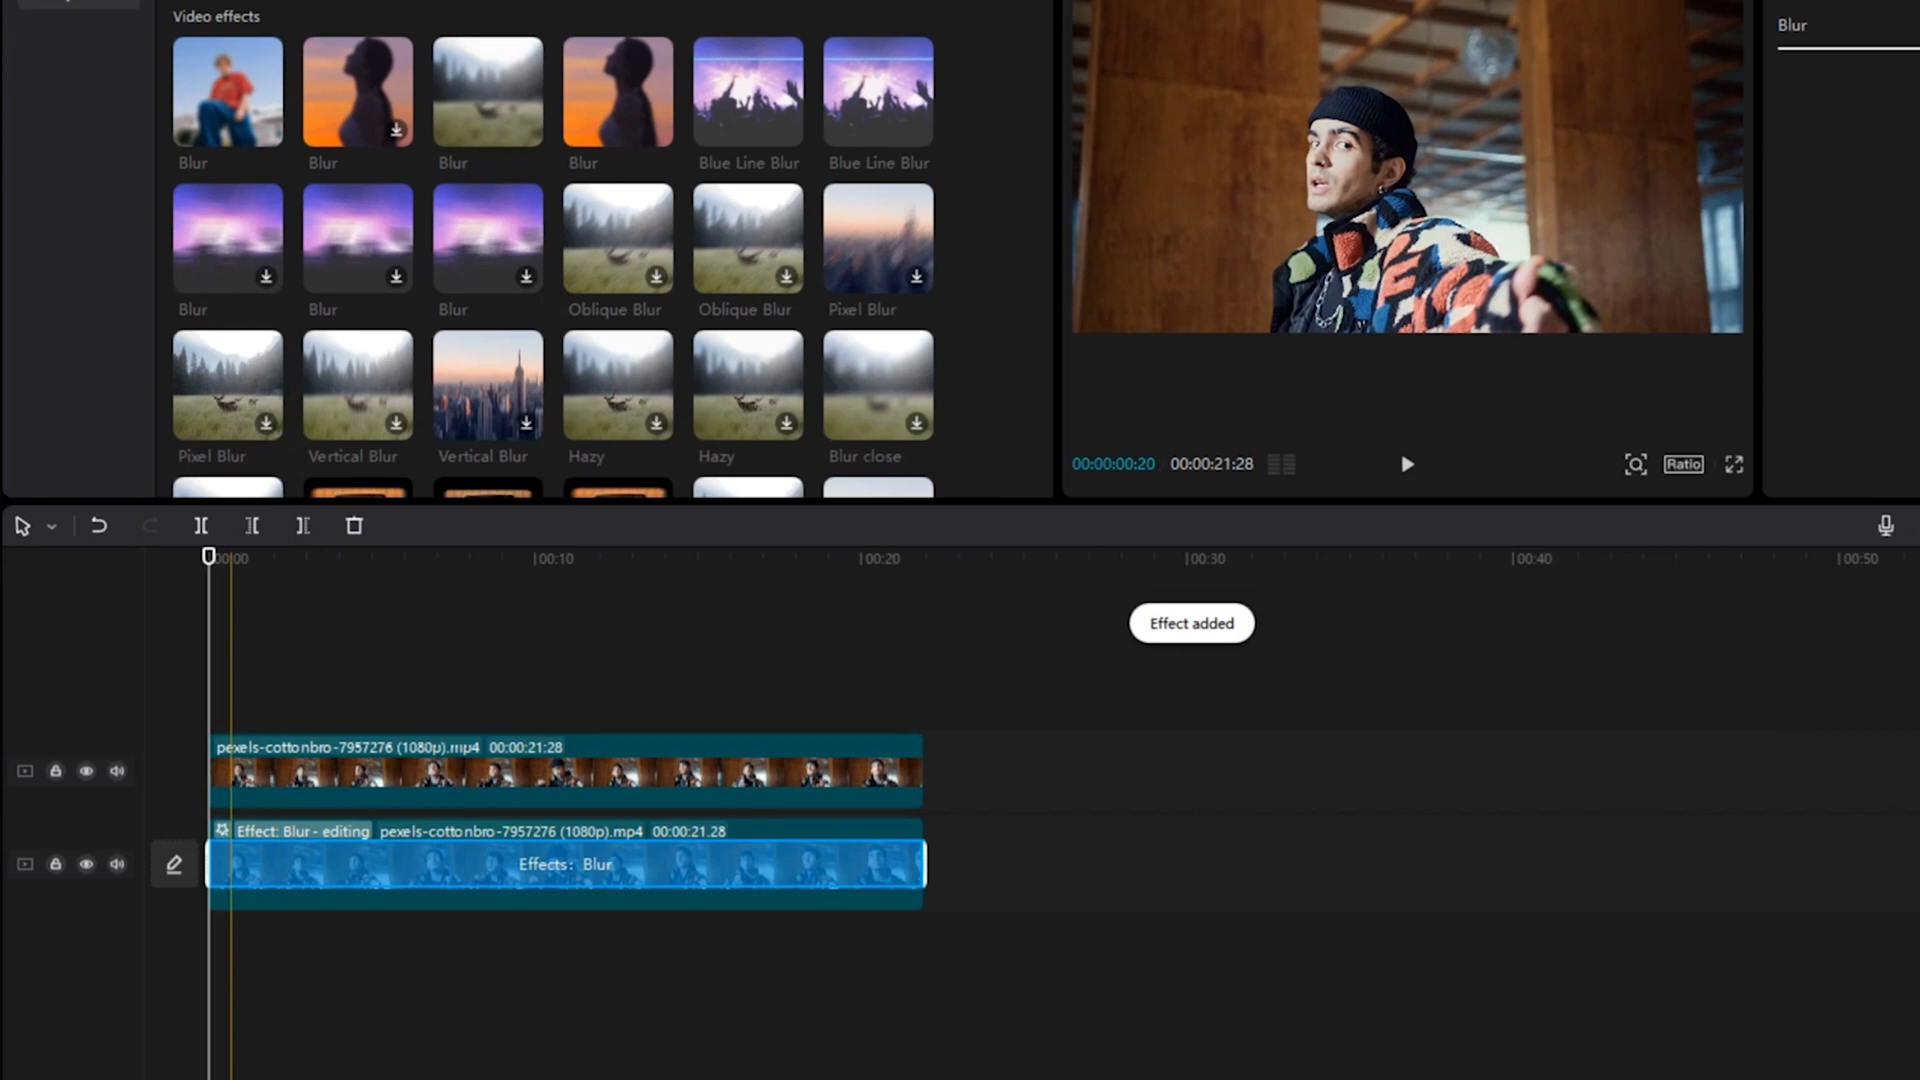 Video effects
Blur
Blur
Blur
Blur
Blur
Blue Line Blur
Blue Line Blur
Blur
Blur
Blur
Oblique Blur
Oblique Blur
Pixel Blur
Pixel Blur
Vertical Blur
Vertical Blur
Hazy
Hazy
Blur close
00:00:00:20 00:00:21:28
Ratio
00:00 00:10 00:20 00:30 00:40 00:50
Effect added
pexels-cottonbro-7957276 (1080p).mp4 00:00:21:28
Effect: Blur - editing pexels-cottonbro-7957276 (1080p).mp4 00:00:21.28
Effects: Blur